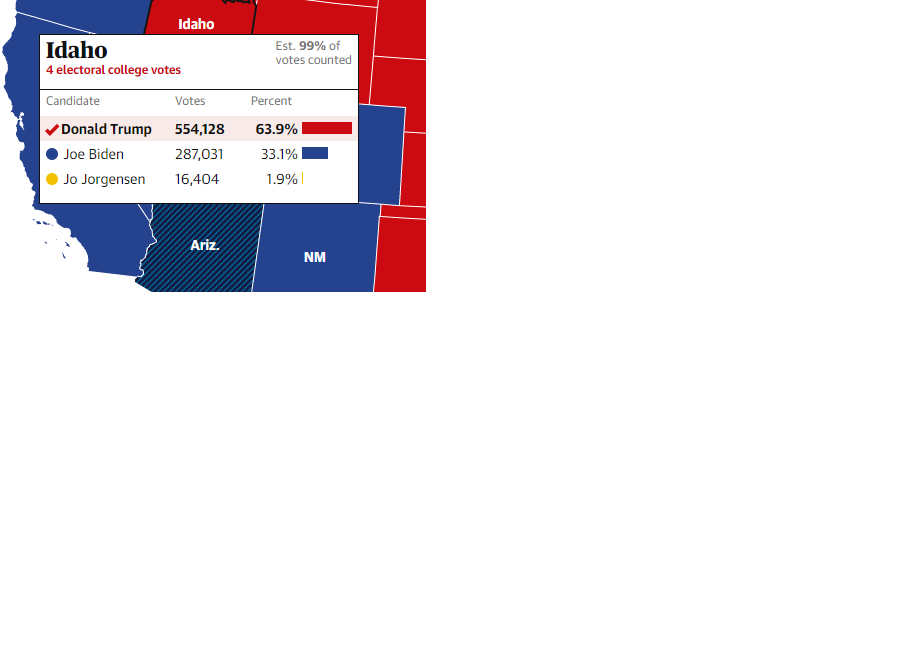 Idaho
Idaho
Est. 99% of
votes counted
4 electoral college votes
Candidate Votes Percent
Donald Trump 554,128 63.9%
Joe Biden 287,031 33.1%
Jo Jorgensen 16,404 1.9%
Ariz.
NM